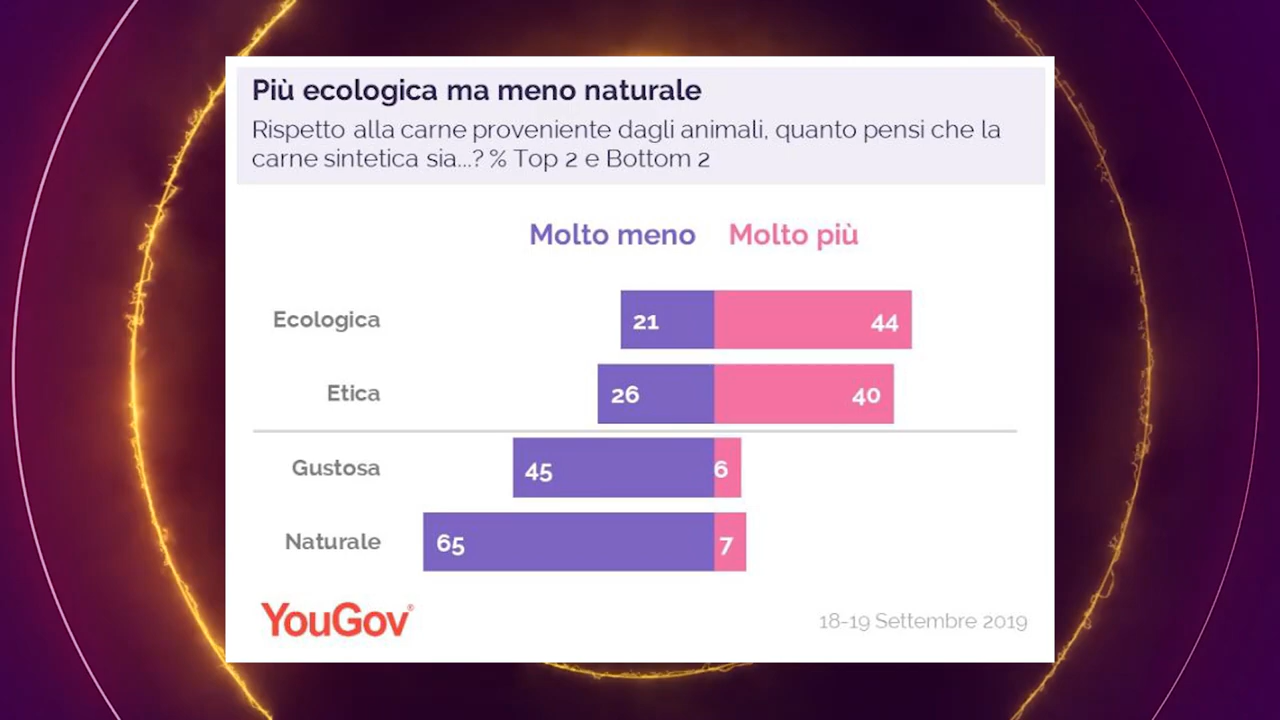 Più ecologica ma meno naturale
Rispetto alla carne proveniente dagli animali, quanto pensi che la
carne sintetica sia...? % Top 2 e Bottom 2
Molto meno Molto più
Ecologica 21 44
Etica 26 40
Gustosa 45 6
Naturale 65 7
YouGov®
18-19 Settembre 2019